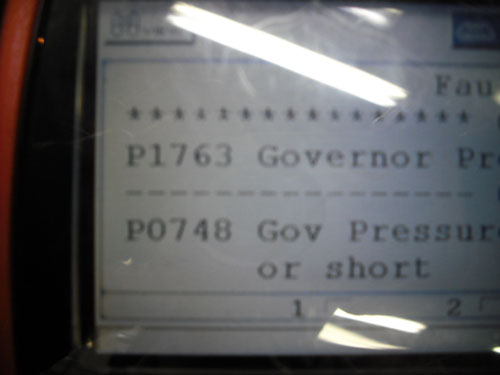 Fau
* * * * * * * * * * * * * * * *
P1763 Governor Pr
-----------------
P0748 Gov Pressur
or short
1 2